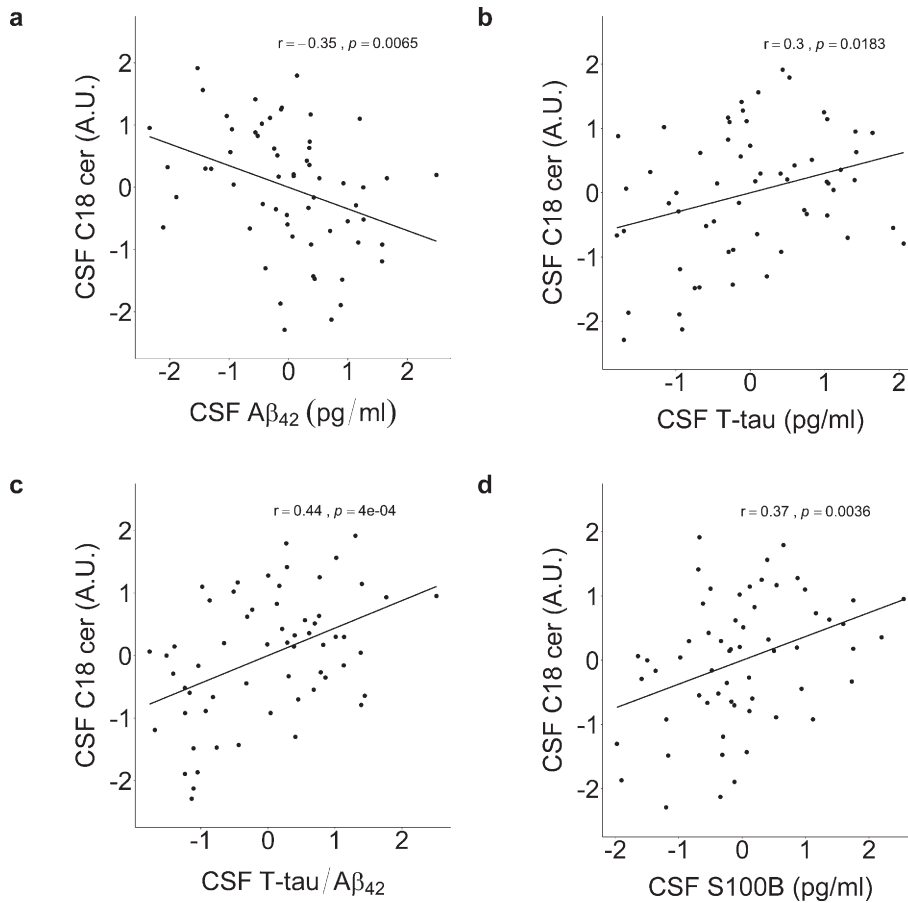 a
r = −0.35 , p = 0.0065
CSF C18 cer (A.U.)
2
1
0
-1
-2
-2 -1 0 1 2
CSF Aβ₄₂ (pg/ml)
b
r = 0.3 , p = 0.0183
CSF C18 cer (A.U.)
2
1
0
-1
-2
-1 0 1 2
CSF T-tau (pg/ml)
c
r = 0.44 , p = 4e-04
CSF C18 cer (A.U.)
2
1
0
-1
-2
-1 0 1 2
CSF T-tau/Aβ₄₂
d
r = 0.37 , p = 0.0036
CSF C18 cer (A.U.)
2
1
0
-1
-2
-2 -1 0 1 2
CSF S100B (pg/ml)